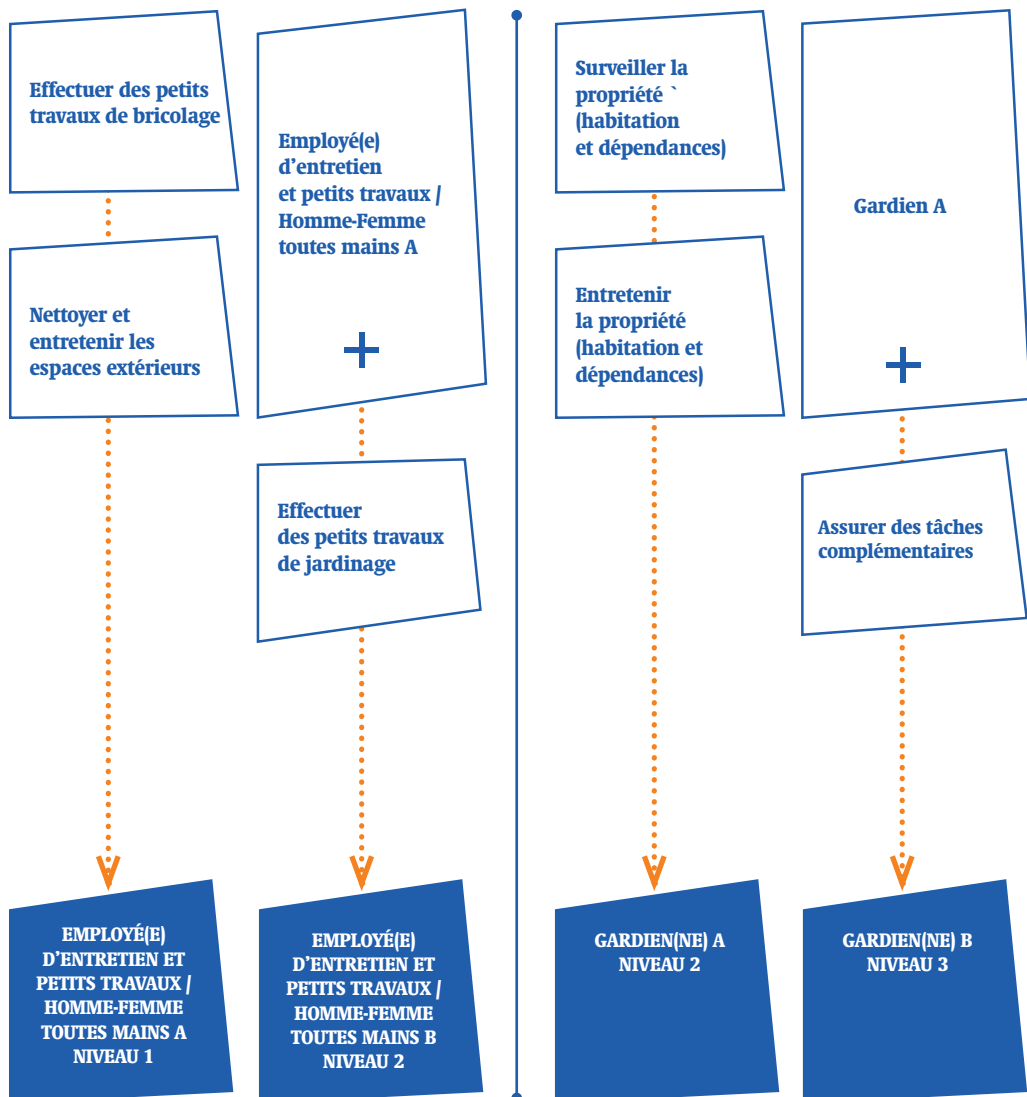 Effectuer des petits
travaux de bricolage
Nettoyer et
entretenir les
espaces extérieurs
EMPLOYÉ(E)
D’ENTRETIEN ET
PETITS TRAVAUX /
HOMME-FEMME
TOUTES MAINS A
NIVEAU 1
Employé(e)
d’entretien
et petits travaux /
Homme-Femme
toutes mains A
+
Effectuer
des petits travaux
de jardinage
EMPLOYÉ(E)
D’ENTRETIEN ET
PETITS TRAVAUX /
HOMME-FEMME
TOUTES MAINS B
NIVEAU 2
Surveiller la
propriété `
(habitation
et dépendances)
Entretenir
la propriété
(habitation et
dépendances)
GARDIEN(NE) A
NIVEAU 2
Gardien A
+
Assurer des tâches
complémentaires
GARDIEN(NE) B
NIVEAU 3